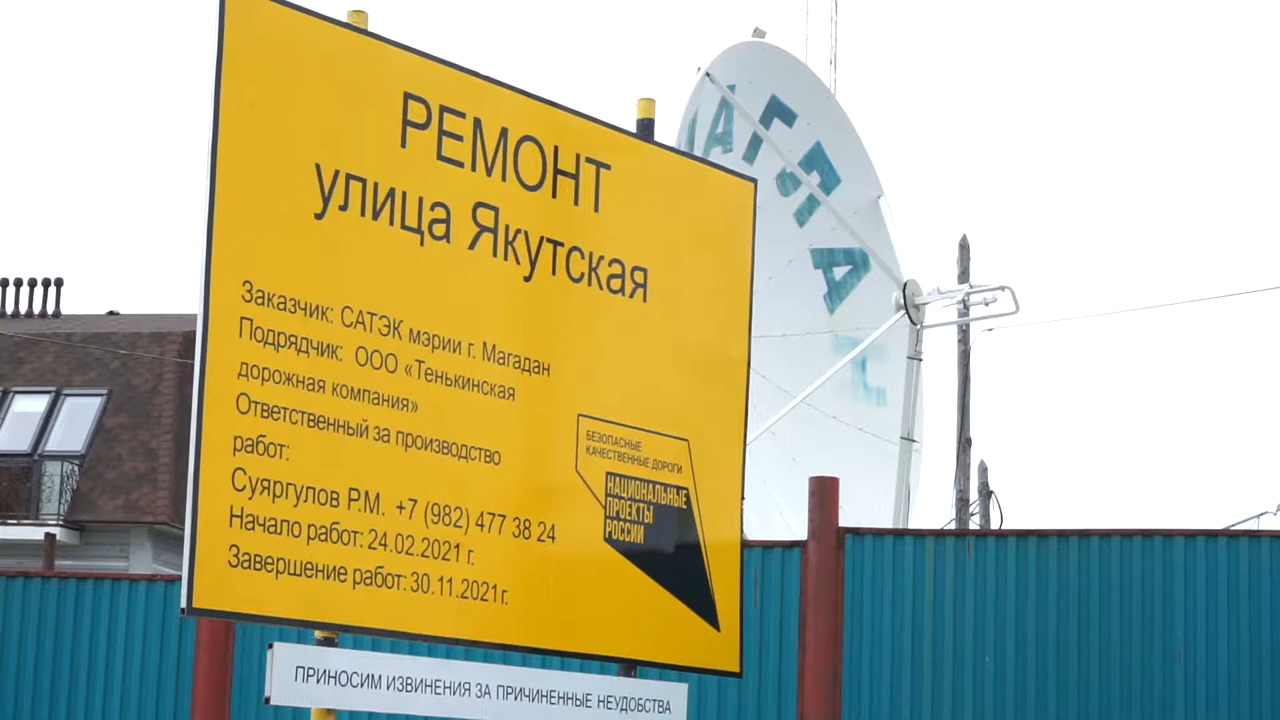 РЕМОНТ
улица Якутская
Заказчик: САТЭК мэрии г. Магадан
Подрядчик: ООО «Тенькинская
дорожная компания»
Ответственный за производство
работ:
Суяргулов Р.М. +7 (982) 477 38 24
Начало работ: 24.02.2021 г.
Завершение работ: 30.11.2021г.
БЕЗОПАСНЫЕ
КАЧЕСТВЕННЫЕ ДОРОГИ
НАЦИОНАЛЬНЫЕ
ПРОЕКТЫ
РОССИИ
ПРИНОСИМ ИЗВИНЕНИЯ ЗА ПРИЧИНЕННЫЕ НЕУДОБСТВА